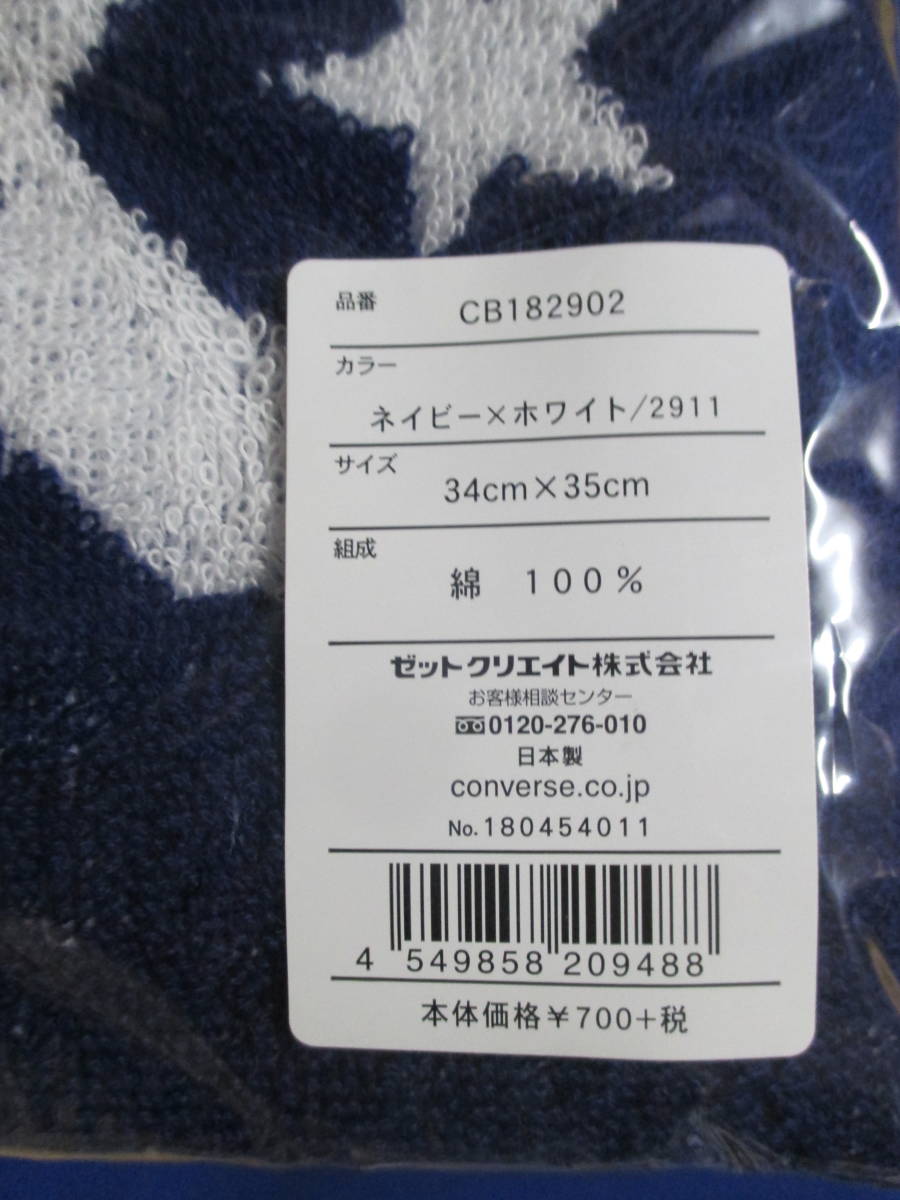 品番 CB182902
カラー
ネイビー×ホワイト/2911
サイズ
34cm×35cm
組成
綿 100%
ゼットクリエイト株式会社
お客様相談センター
0120-276-010
日本製
converse.co.jp
No.180454011
4 549858 209488
本体価格¥700+税